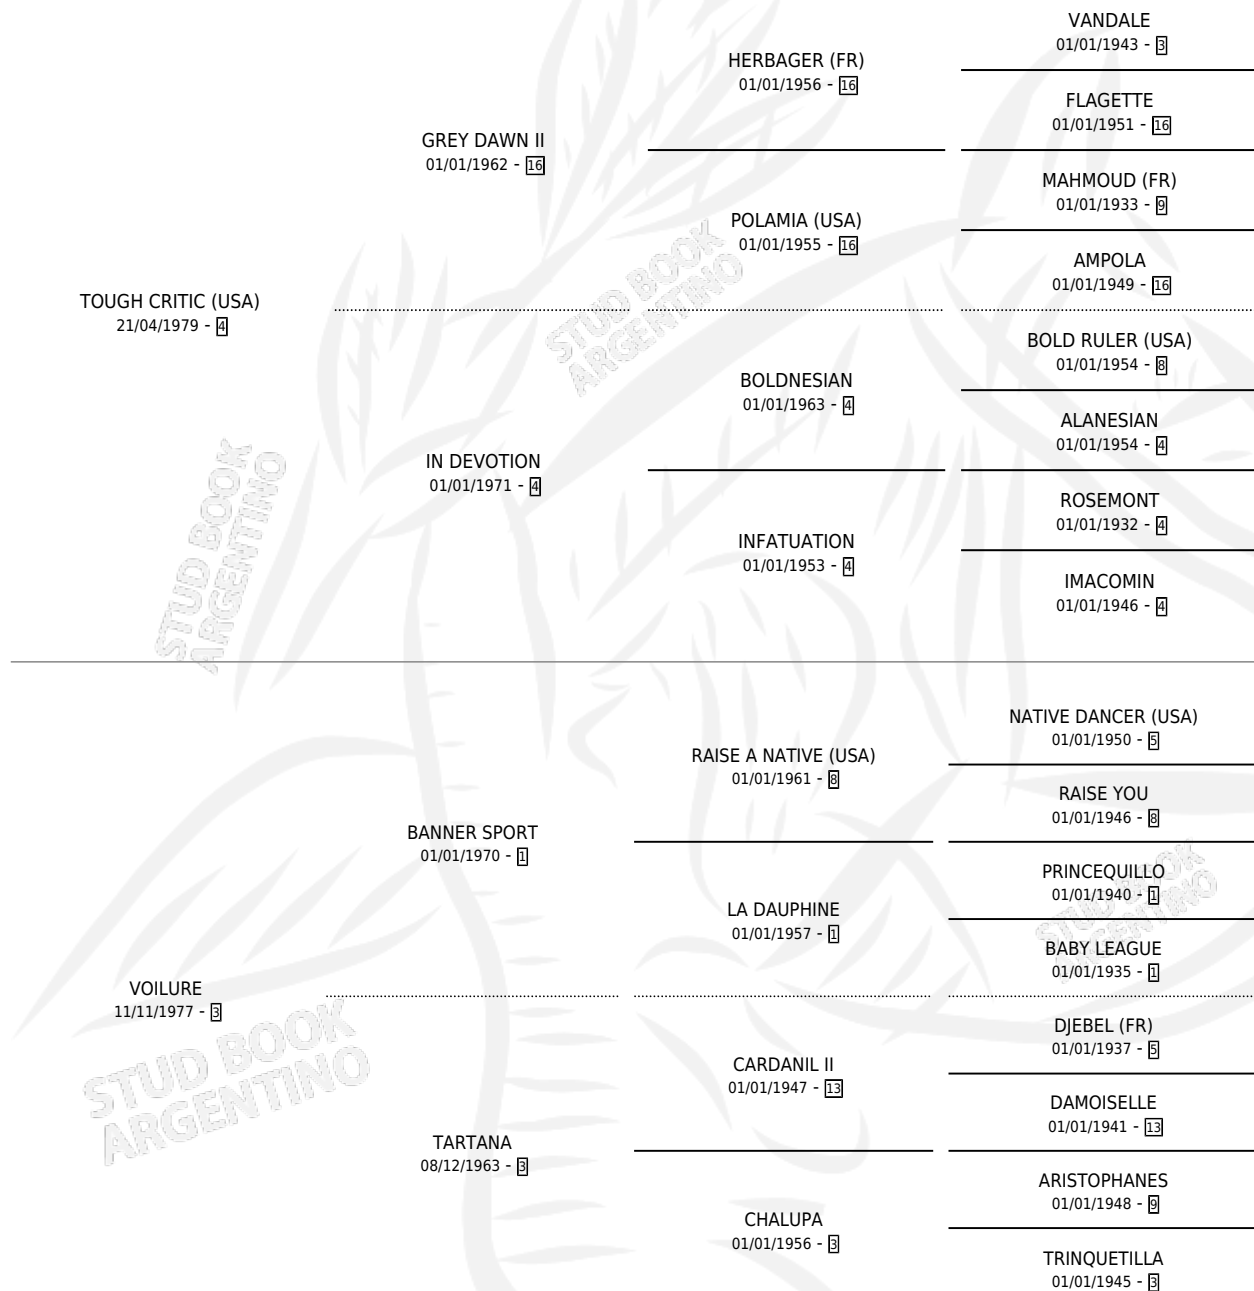 VANDALE
01/01/1943 - 3
HERBAGER (FR)
01/01/1956 - 16
FLAGETTE
01/01/1951 - 16
GREY DAWN II
01/01/1962 - 16
MAHMOUD (FR)
01/01/1933 - 9
POLAMIA (USA)
01/01/1955 - 16
AMPOLA
01/01/1949 - 16
TOUGH CRITIC (USA)
21/04/1979 - 4
STUD BOOK
ARGENTINO
BOLD RULER (USA)
01/01/1954 - 8
BOLDNESIAN
01/01/1963 - 4
ALANESIAN
01/01/1954 - 4
IN DEVOTION
01/01/1971 - 4
ROSEMONT
01/01/1932 - 4
INFATUATION
01/01/1953 - 4
IMACOMIN
01/01/1946 - 4
STUD BOOK
ARGENTINO
NATIVE DANCER (USA)
01/01/1950 - 5
RAISE A NATIVE (USA)
01/01/1961 - 8
RAISE YOU
01/01/1946 - 8
BANNER SPORT
01/01/1970 - 1
PRINCEQUILLO
01/01/1940 - 1
LA DAUPHINE
01/01/1957 - 1
STUD BOOK
ARGENTINO
BABY LEAGUE
01/01/1935 - 1
VOILURE
11/11/1977 - 3
DJEBEL (FR)
01/01/1937 - 5
CARDANIL II
01/01/1947 - 13
STUD BOOK
ARGENTINO
DAMOISELLE
01/01/1941 - 13
TARTANA
08/12/1963 - 3
ARISTOPHANES
01/01/1948 - 9
CHALUPA
01/01/1956 - 3
TRINQUETILLA
01/01/1945 - 3